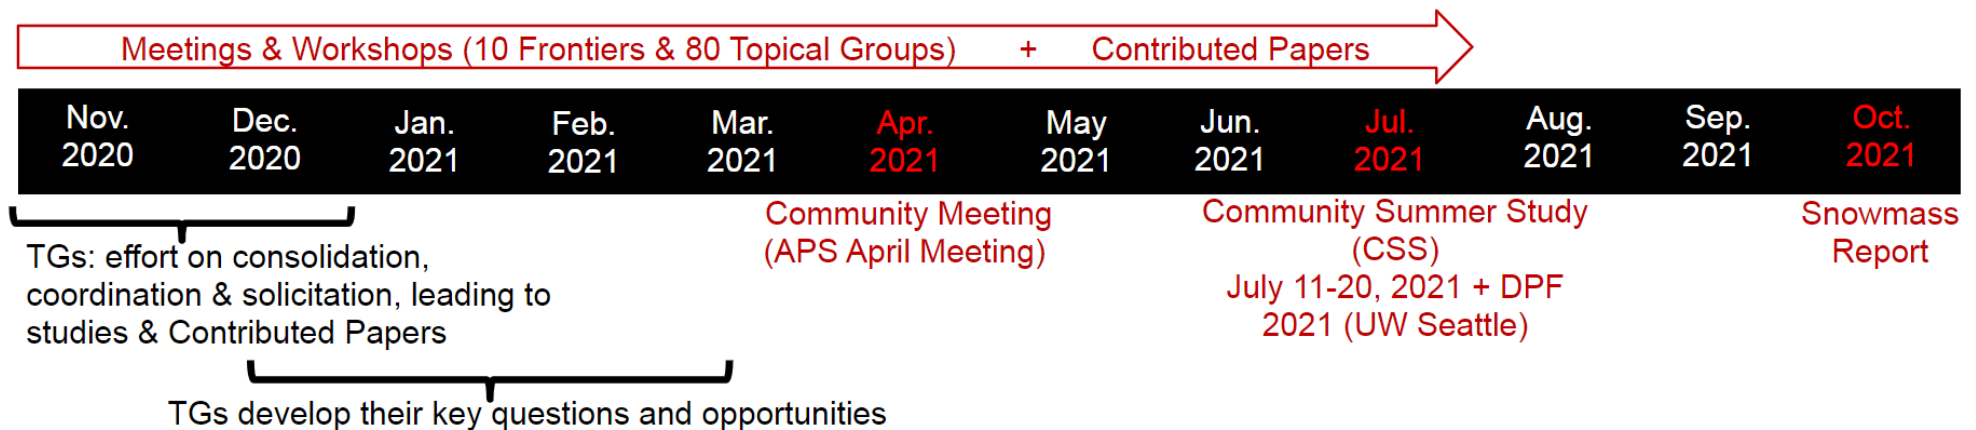 Meetings & Workshops (10 Frontiers & 80 Topical Groups) + Contributed Papers
Nov. 2020
Dec. 2020
Jan. 2021
Feb. 2021
Mar. 2021
Apr. 2021
May 2021
Jun. 2021
Jul. 2021
Aug. 2021
Sep. 2021
Oct. 2021
TGs: effort on consolidation,
coordination & solicitation, leading to
studies & Contributed Papers
TGs develop their key questions and opportunities
Community Meeting
(APS April Meeting)
Community Summer Study
(CSS)
July 11-20, 2021 + DPF
2021 (UW Seattle)
Snowmass
Report